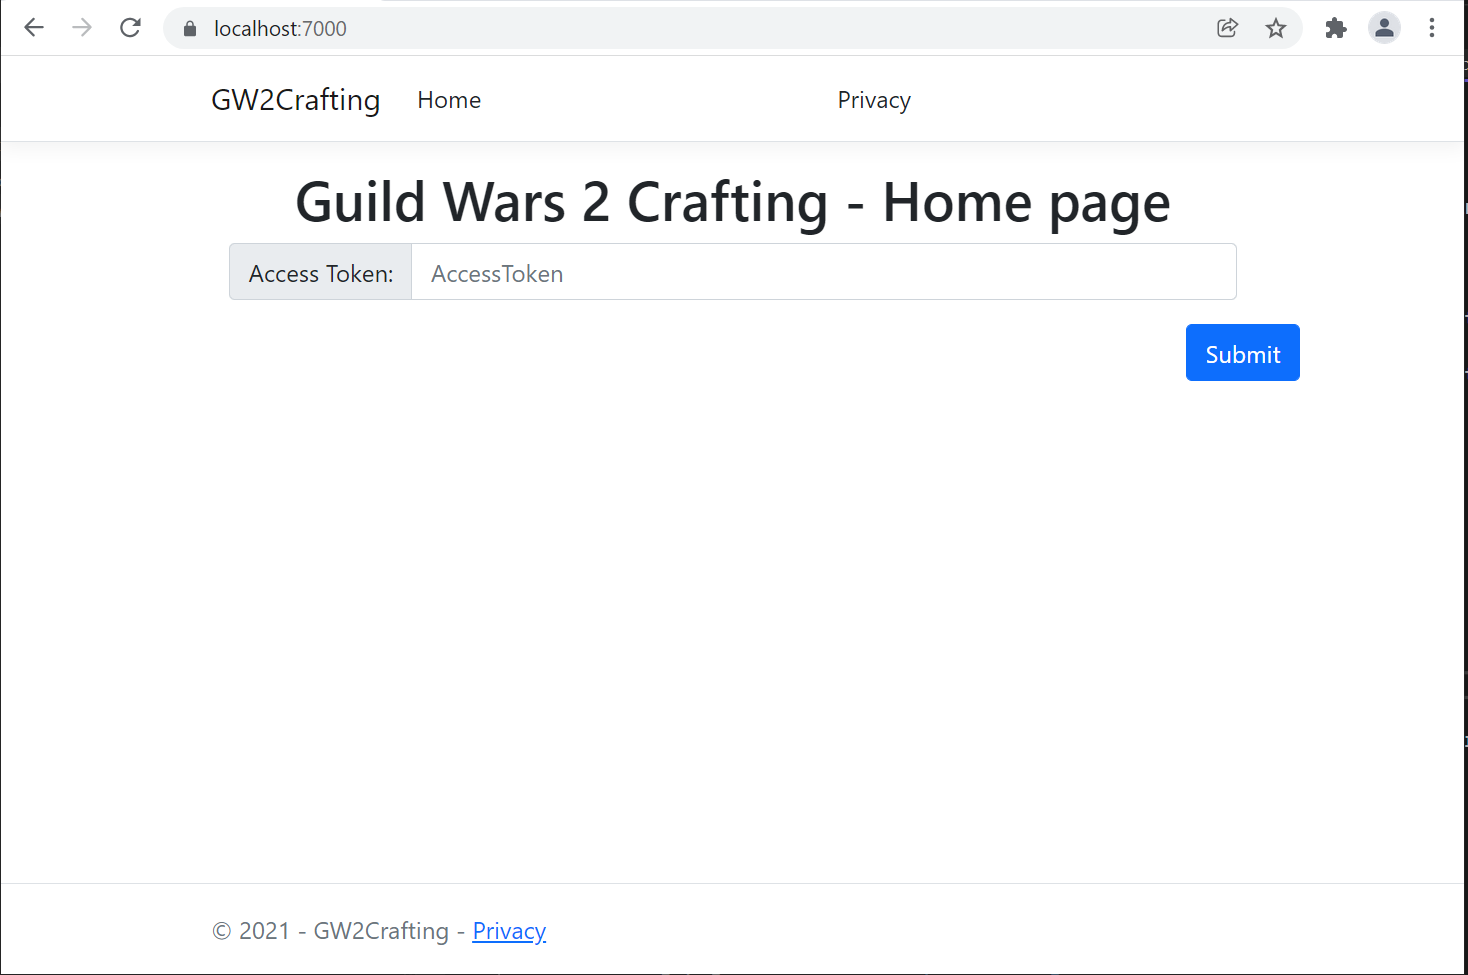 localhost:7000
GW2Crafting Home Privacy
Guild Wars 2 Crafting - Home page
Access Token: AccessToken
Submit
© 2021 - GW2Crafting - Privacy